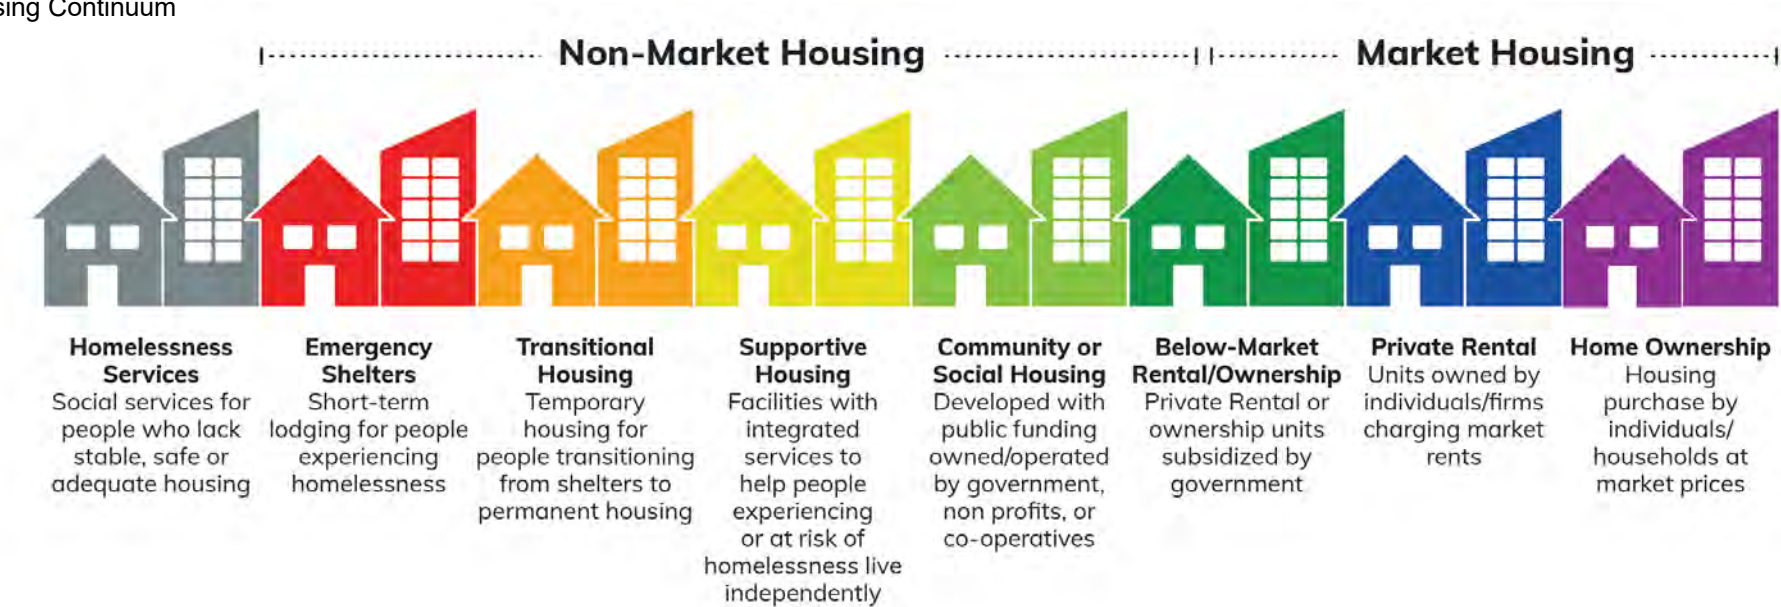 sing Continuum
Non-Market Housing
Market Housing
Homelessness
Services
Social services for
people who lack
stable, safe or
adequate housing
Emergency
Shelters
Short-term
lodging for people
experiencing
homelessness
Transitional
Housing
Temporary
housing for
people transitioning
from shelters to
permanent housing
Supportive
Housing
Facilities with
integrated
services to
help people
experiencing
or at risk of
homelessness live
independently
Community or
Social Housing
Developed with
public funding
owned/operated
by government,
non profits, or
co-operatives
Below-Market
Rental/Ownership
Private Rental or
ownership units
subsidized by
government
Private Rental
Units owned by
individuals/firms
charging market
rents
Home Ownership
Housing
purchase by
individuals/
households at
market prices